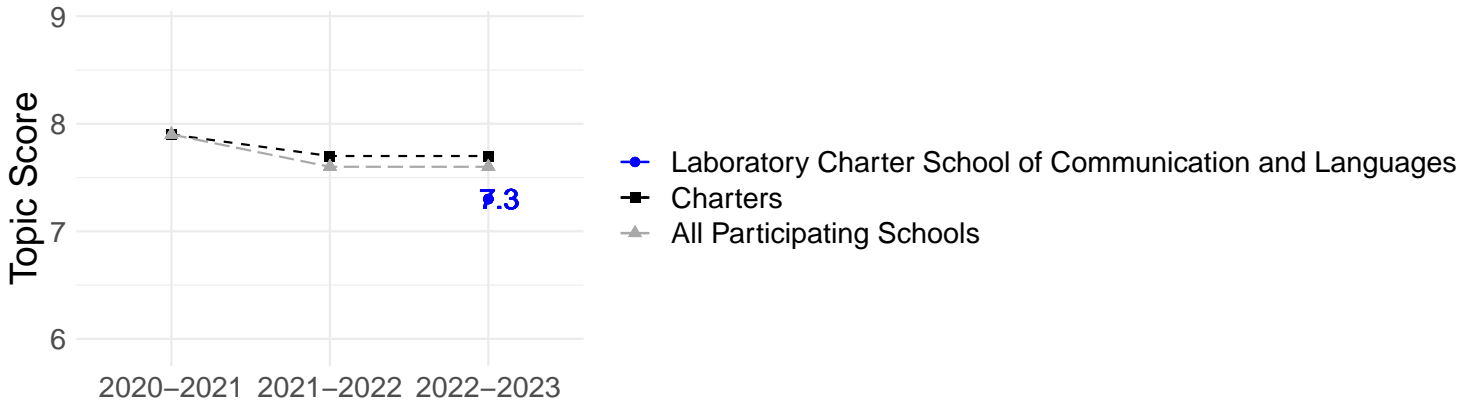 Topic Score
9
8
7
6
7.3
2020–2021 2021–2022 2022–2023
Laboratory Charter School of Communication and Languages
Charters
All Participating Schools